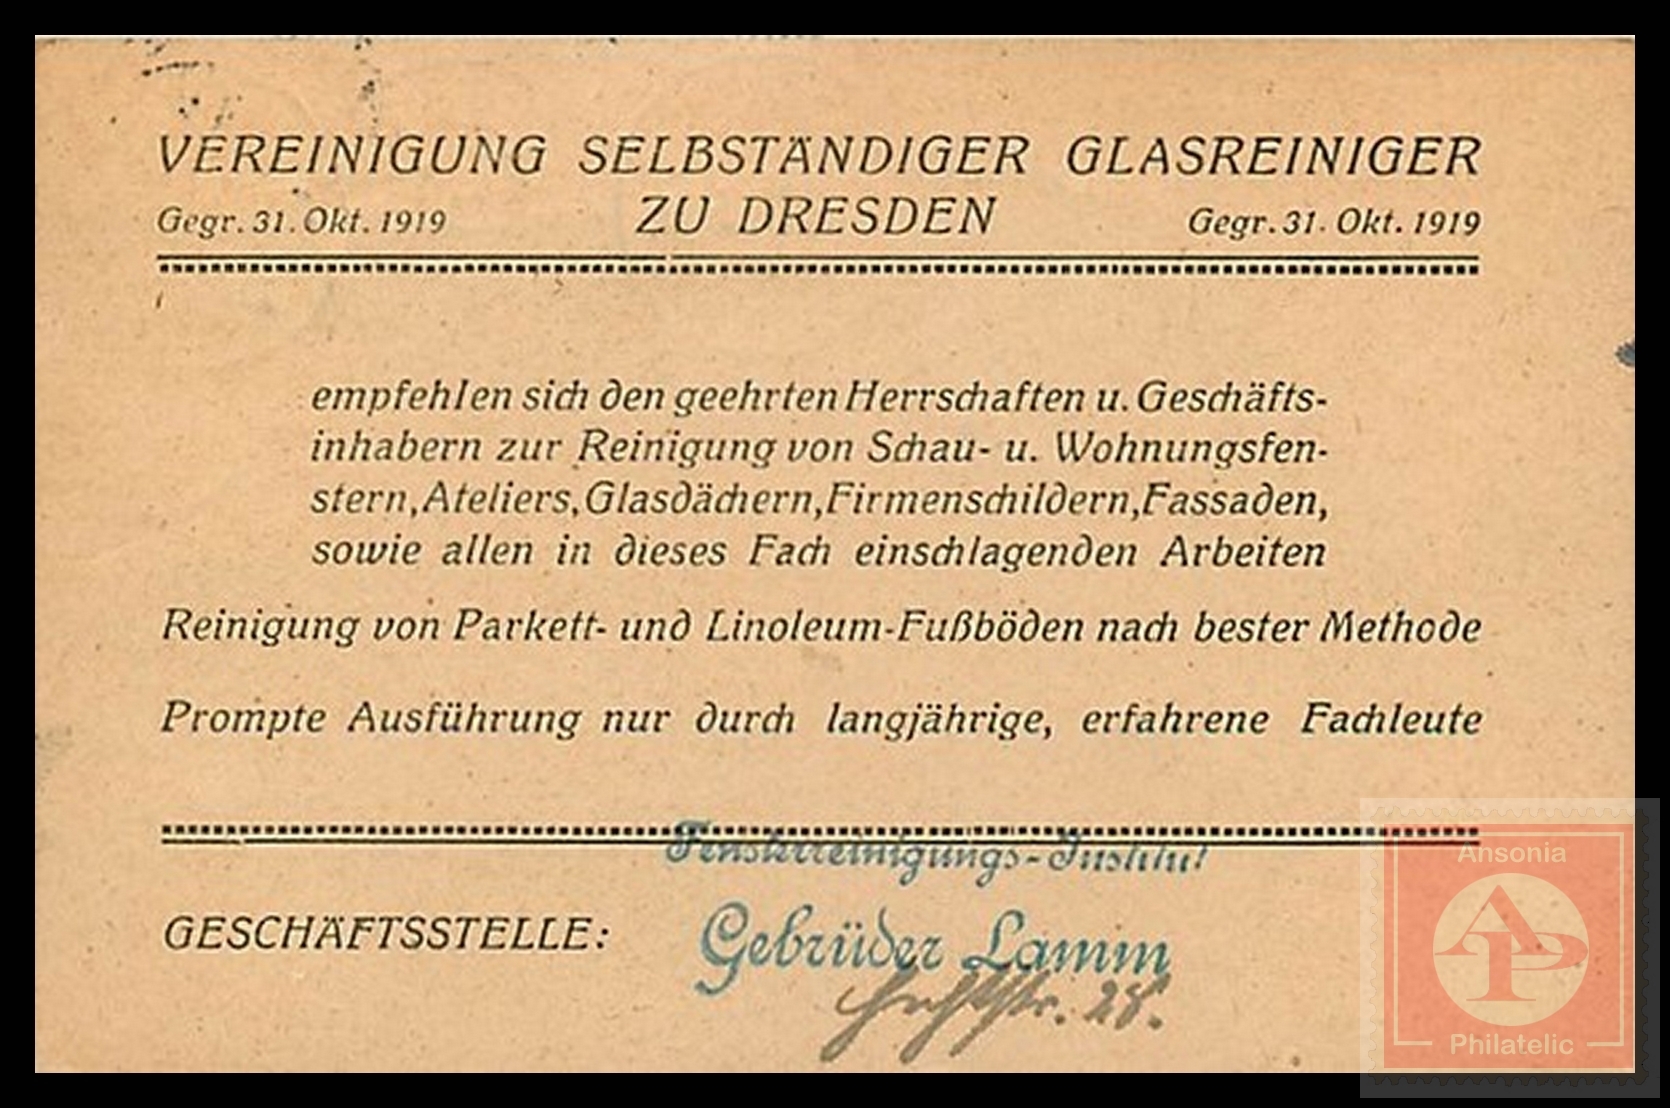 VEREINIGUNG SELBSTÄNDIGER GLASREINIGER
Gegr. 31. Okt. 1919 ZU DRESDEN Gegr. 31. Okt. 1919
empfehlen sich den geehrten Herrschaften u. Geschäfts-
inhabern zur Reinigung von Schau- u. Wohnungsfen-
stern, Ateliers, Glasdächern, Firmenschildern, Fassaden,
sowie allen in dieses Fach einschlagenden Arbeiten
Reinigung von Parkett- und Linoleum-Fußböden nach bester Methode
Prompte Ausführung nur durch langjährige, erfahrene Fachleute
Fensterreinigungs-Institut
GESCHÄFTSSTELLE: Gebrüder Lamm
28.
Ansonia
AP
Philatelic